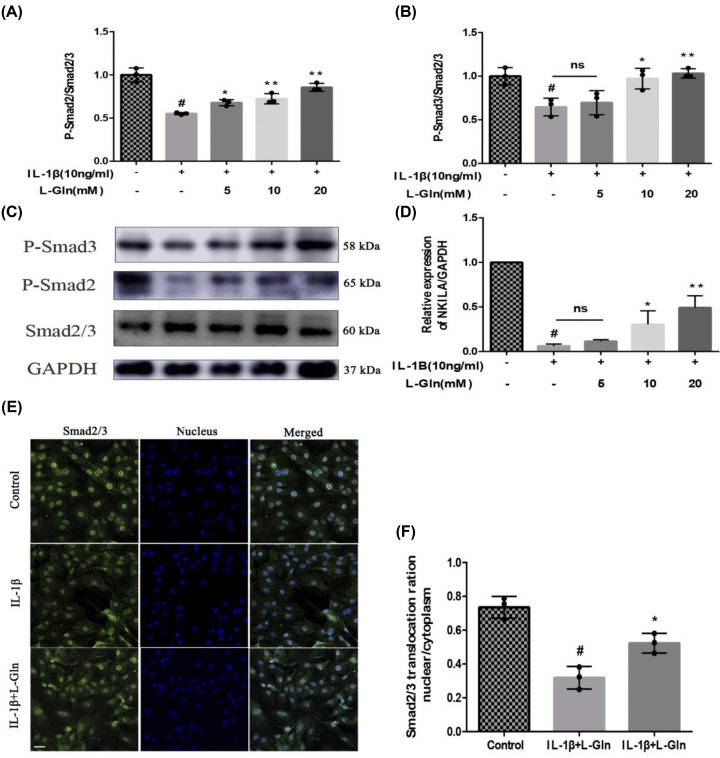 (A)
P-Smad2/Smad2/3
1.5
1.0
0.5
0.0
#
*
**
**
IL-1β(10ng/ml) - + + + +
L-Gln(mM) - - 5 10 20
(B)
P-Smad3/Smad2/3
1.5
1.0
0.5
0.0
ns
#
*
**
IL-1β(10ng/ml) - + + + +
L-Gln(mM) - - 5 10 20
(C)
P-Smad3 58 kDa
P-Smad2 65 kDa
Smad2/3 60 kDa
GAPDH 37 kDa
(D)
Relative expression
of NKILA/GAPDH
1.5
1.0
0.5
0.0
ns
#
*
**
IL-1B(10ng/ml) - + + + +
L-Gln(mM) - - 5 10 20
(E)
Smad2/3 Nucleus Merged
Control
IL-1β
IL-1β+L-Gln
(F)
Smad2/3 translocation ration
nuclear/cytoplasm
0.8
0.6
0.4
0.2
0.0
#
*
Control IL-1β+L-Gln IL-1β+L-Gln